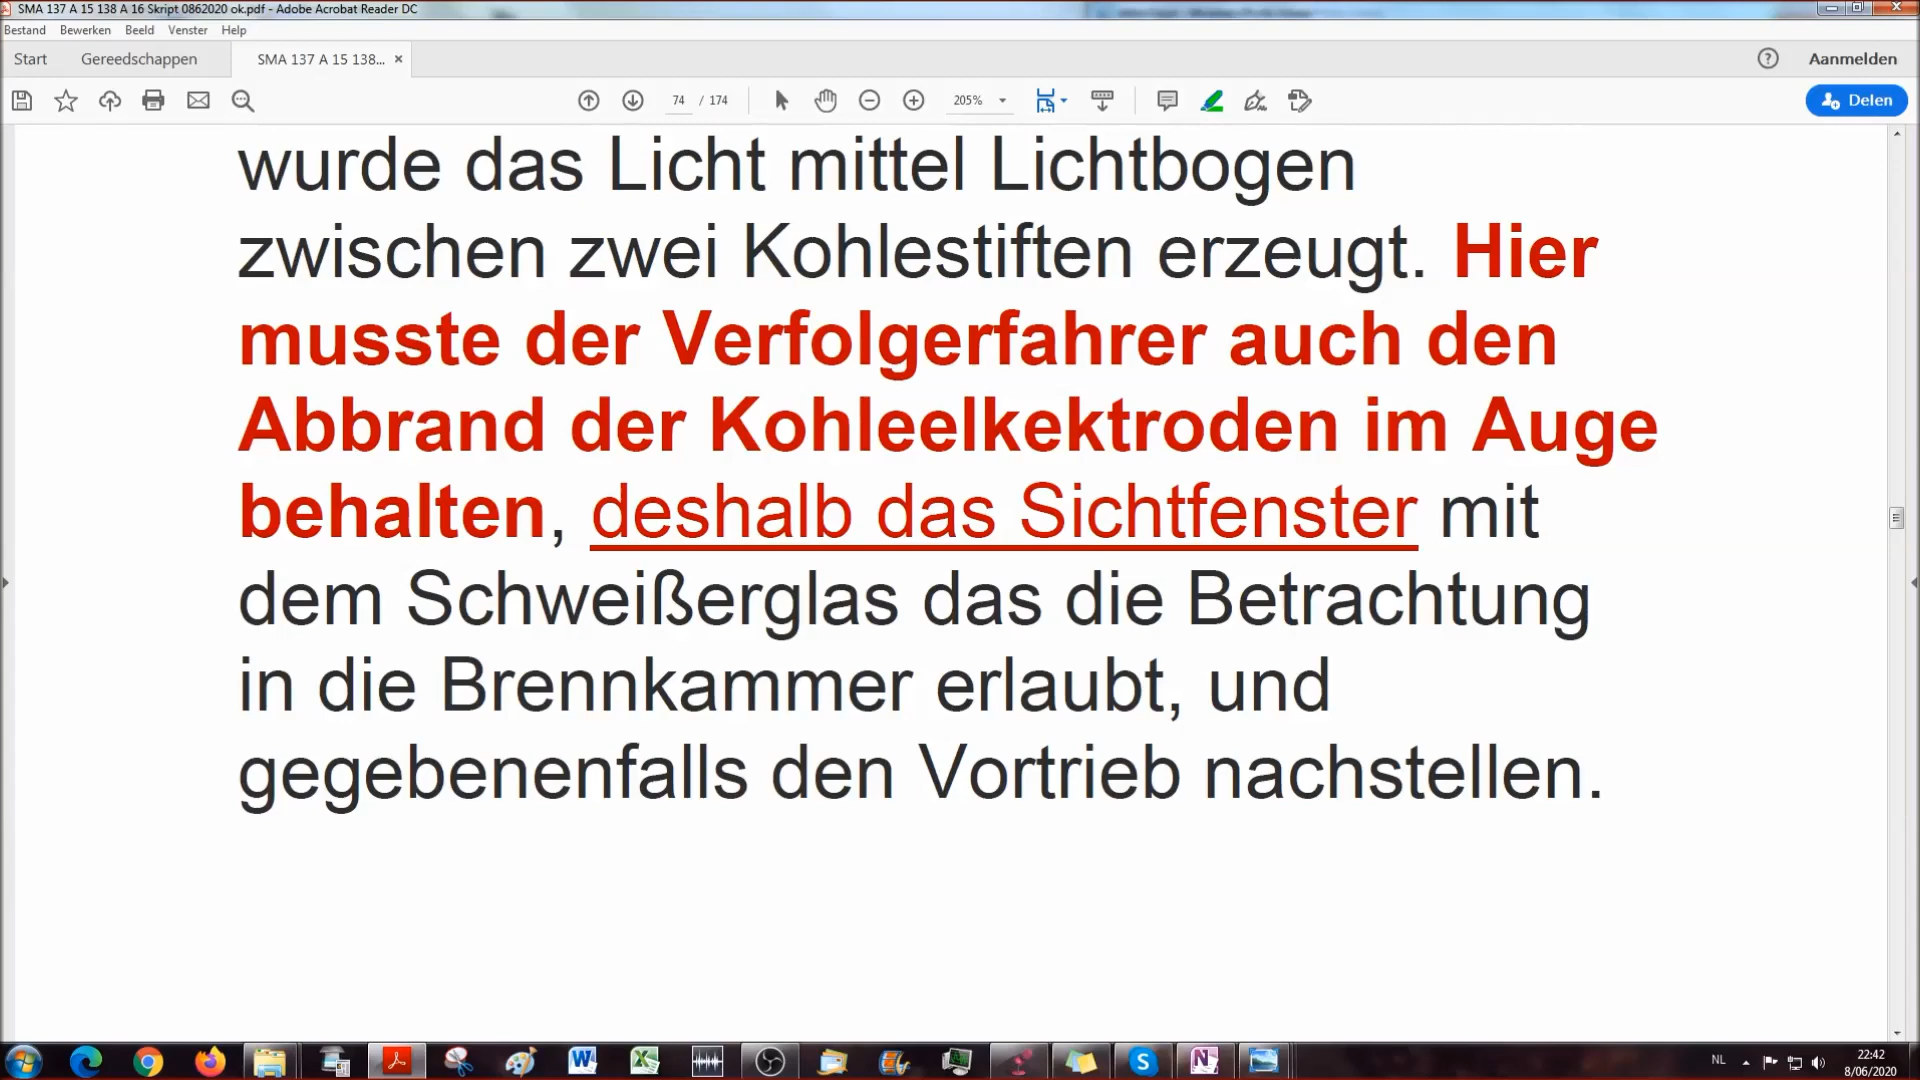 SMA 137 A 15 138 A 16 Skript 0862020 ok.pdf - Adobe Acrobat Reader DC
Bestand Bewerken Beeld Venster Help
Start Gereedschappen SMA 137 A 15 138... × Aanmelden
74 / 174 205% Delen
wurde das Licht mittel Lichtbogen
zwischen zwei Kohlestiften erzeugt. Hier
musste der Verfolgerfahrer auch den
Abbrand der Kohleelkektroden im Auge
behalten, deshalb das Sichtfenster mit
dem Schweißerglas das die Betrachtung
in die Brennkammer erlaubt, und
gegebenenfalls den Vortrieb nachstellen.
NL 22:42
8/06/2020